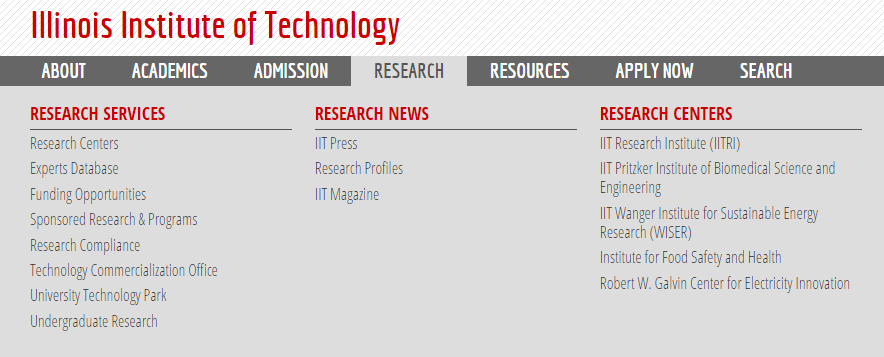 Illinois Institute of Technology
ABOUT ACADEMICS ADMISSION RESEARCH RESOURCES APPLY NOW SEARCH
RESEARCH SERVICES
Research Centers
Experts Database
Funding Opportunities
Sponsored Research & Programs
Research Compliance
Technology Commercialization Office
University Technology Park
Undergraduate Research
RESEARCH NEWS
IIT Press
Research Profiles
IIT Magazine
RESEARCH CENTERS
IIT Research Institute (IITRI)
IIT Pritzker Institute of Biomedical Science and
Engineering
IIT Wanger Institute for Sustainable Energy
Research (WISER)
Institute for Food Safety and Health
Robert W. Galvin Center for Electricity Innovation